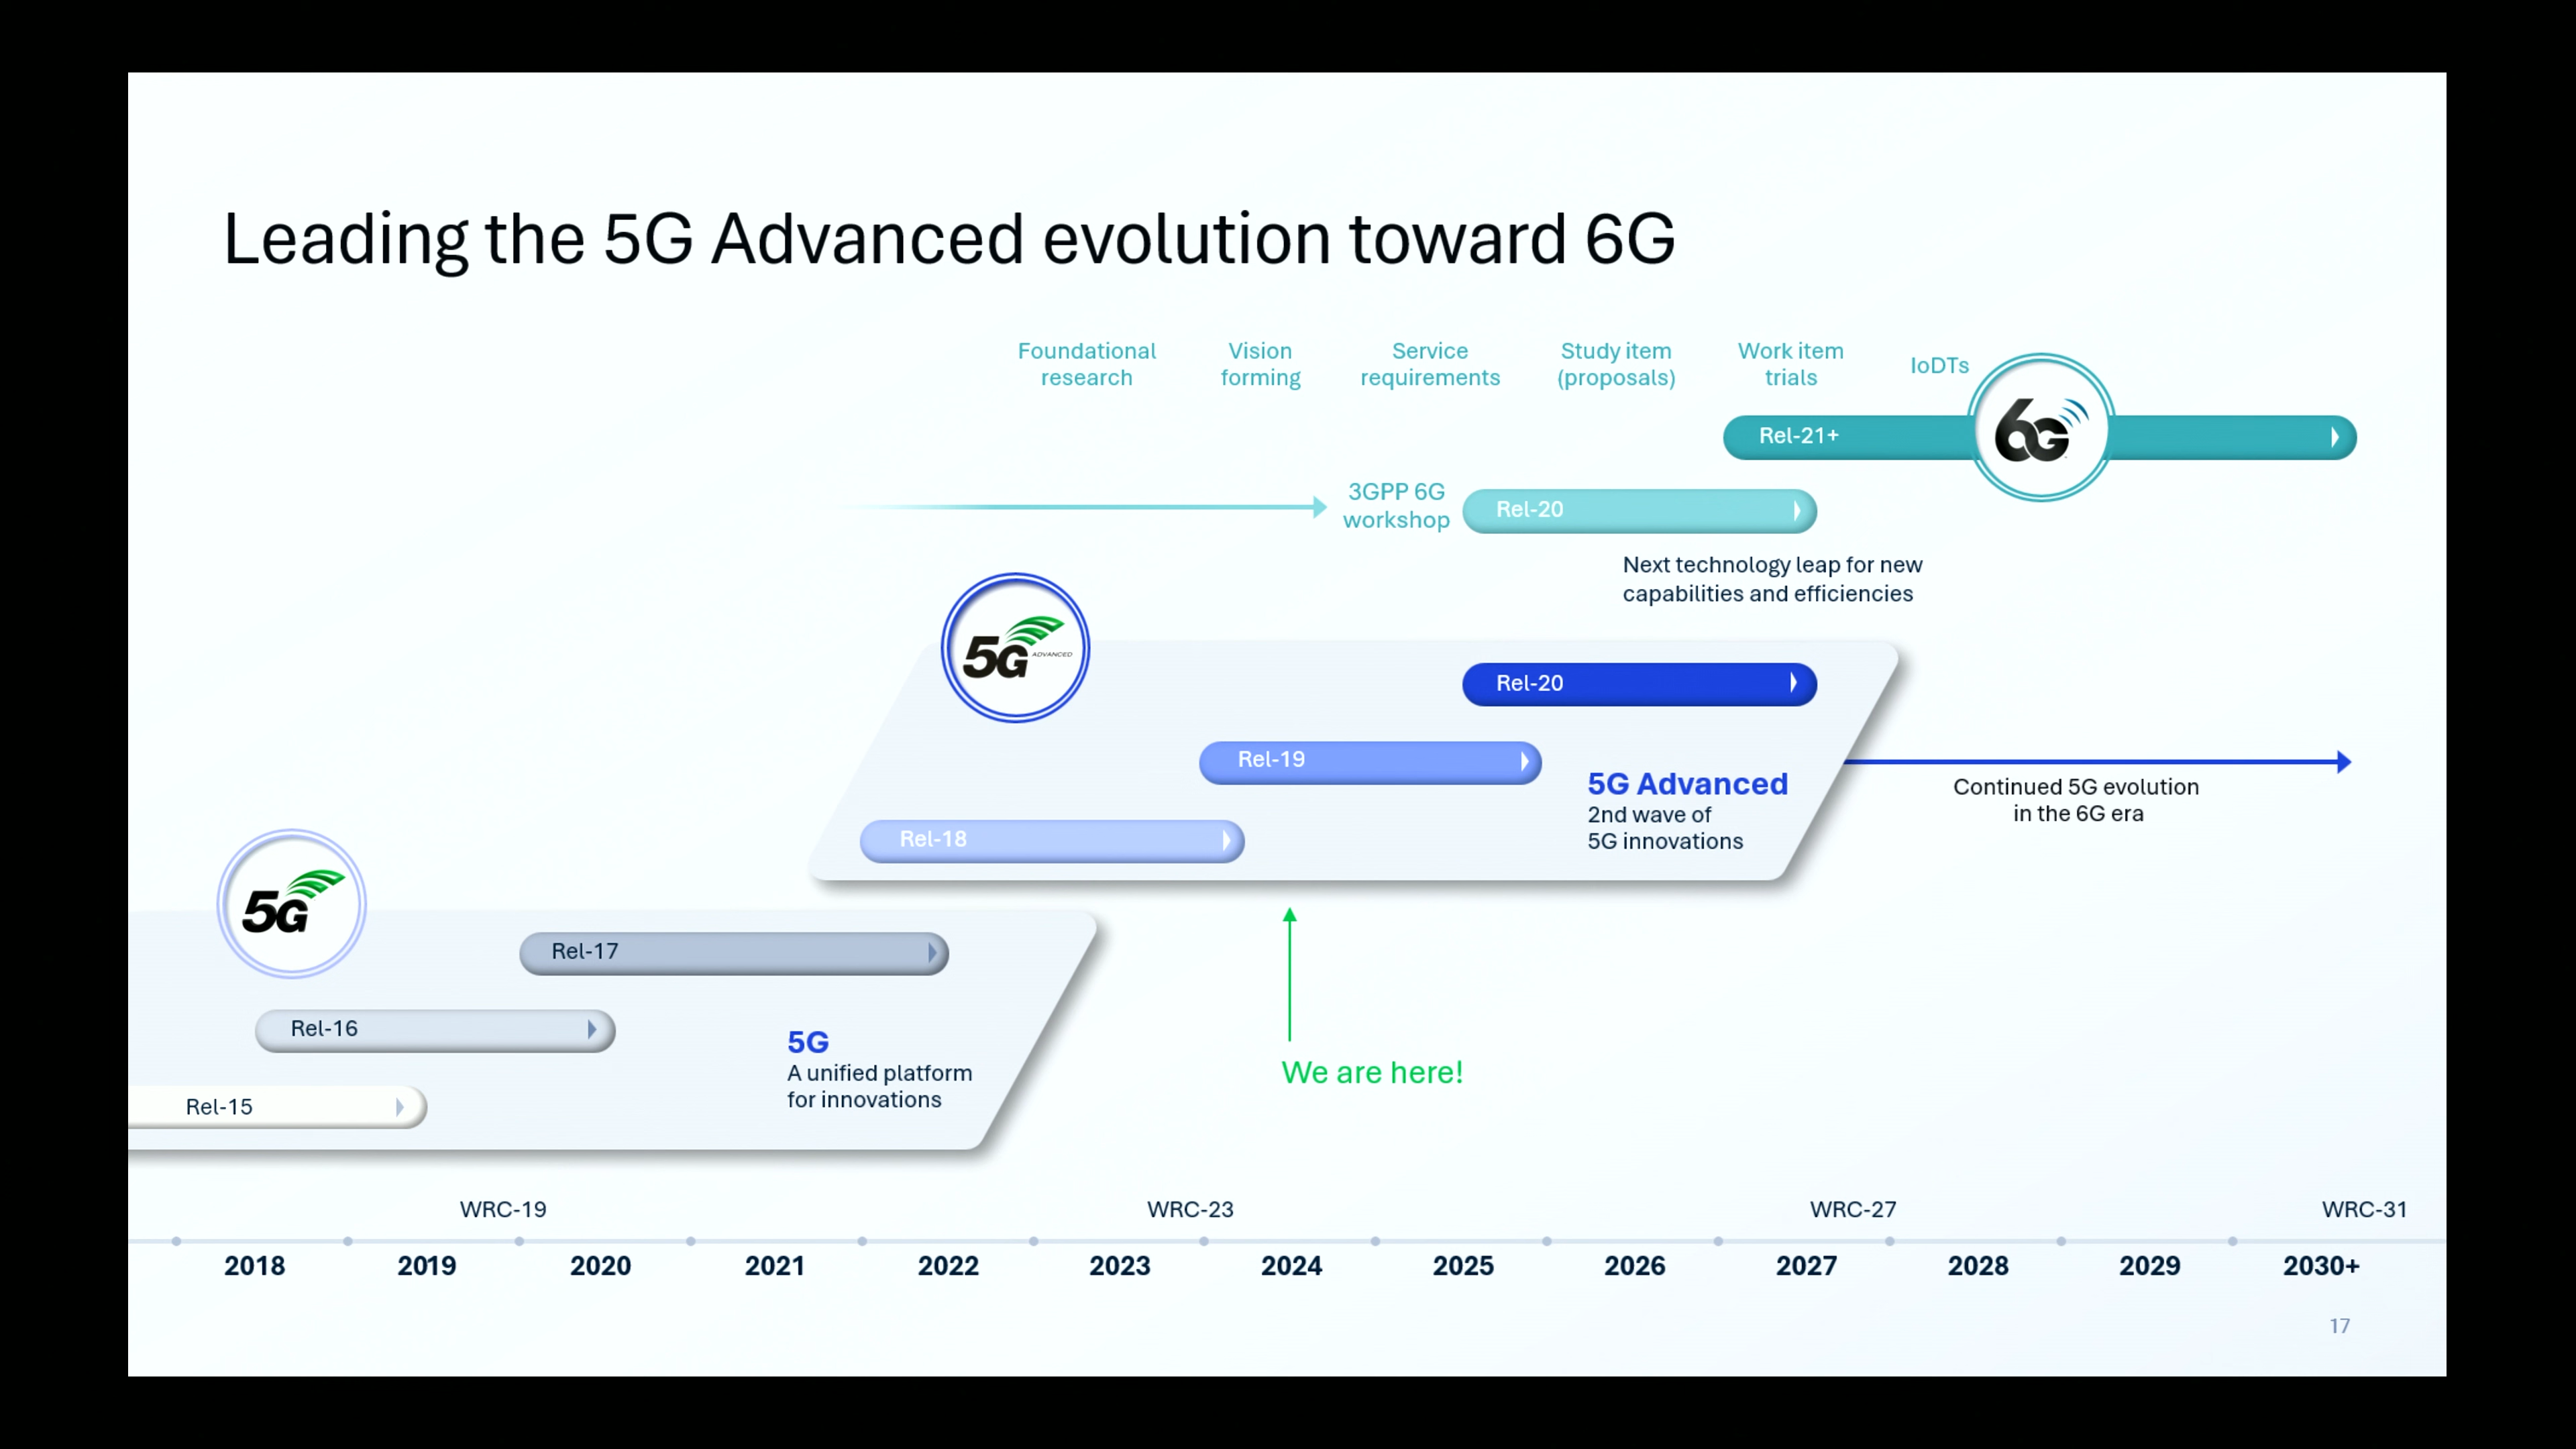 Leading the 5G Advanced evolution toward 6G
Foundational
research
Vision
forming
Service
requirements
Study item
(proposals)
Work item
trials
IoDTs
Rel-21+
6G
3GPP 6G
workshop
Rel-20
Next technology leap for new
capabilities and efficiencies
5G
ADVANCED
Rel-20
Rel-19
Rel-18
5G Advanced
2nd wave of
5G innovations
Continued 5G evolution
in the 6G era
5G
Rel-17
Rel-16
Rel-15
5G
A unified platform
for innovations
We are here!
WRC-19
WRC-23
WRC-27
WRC-31
2018
2019
2020
2021
2022
2023
2024
2025
2026
2027
2028
2029
2030+
17